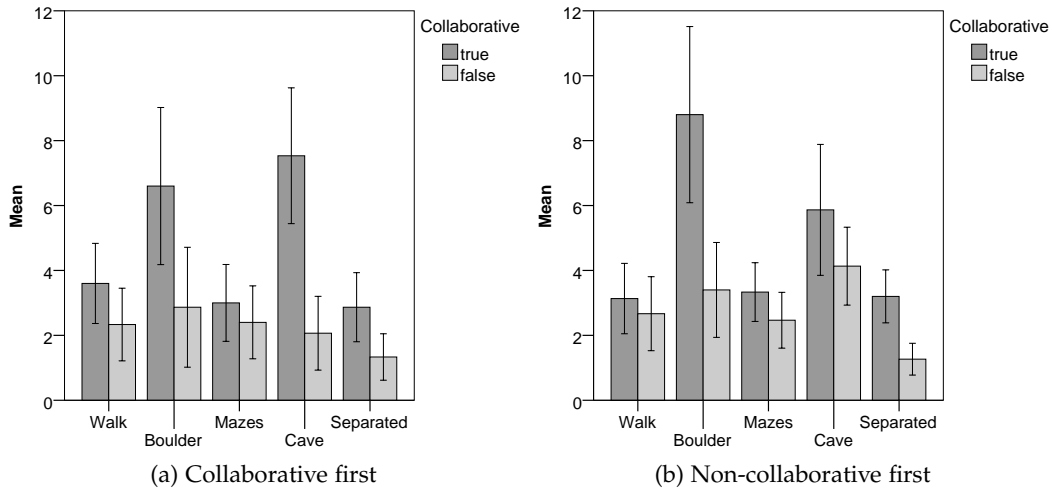 12
10
8
6
4
2
0
Mean
Walk
Boulder
Mazes
Cave
Separated
Collaborative
true
false
(a) Collaborative first
12
10
8
6
4
2
0
Mean
Walk
Boulder
Mazes
Cave
Separated
Collaborative
true
false
(b) Non-collaborative first